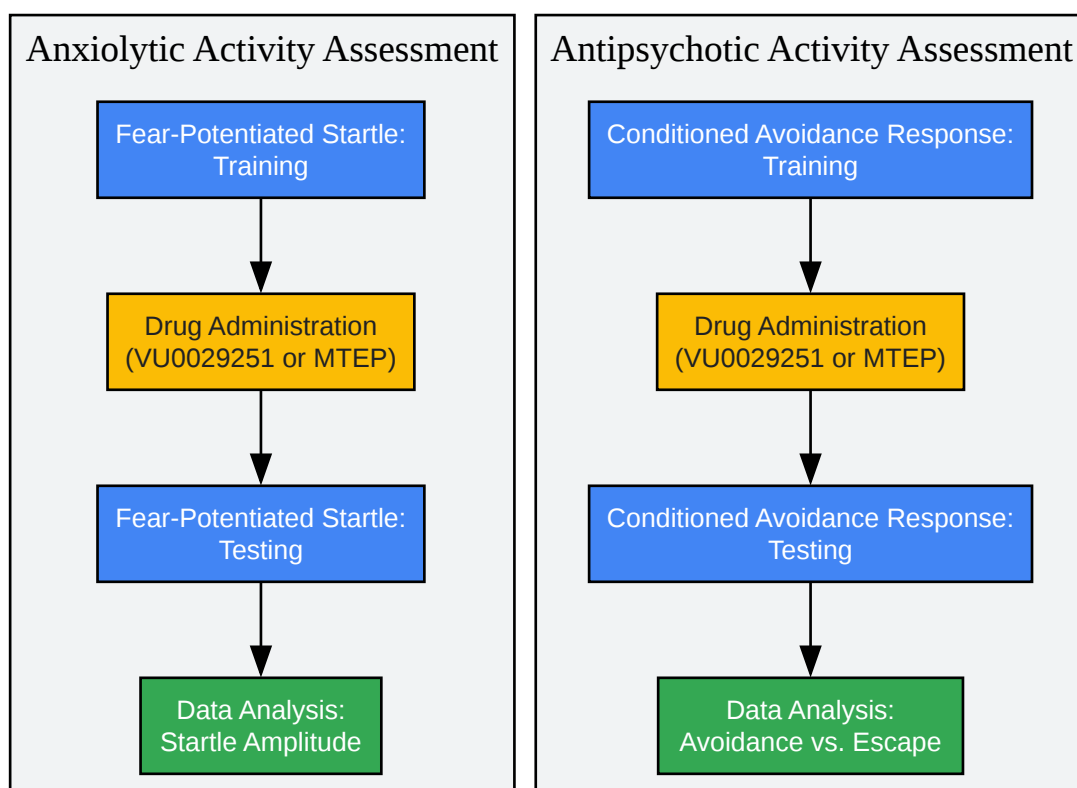 Anxiolytic Activity Assessment
Fear-Potentiated Startle:
Training
Drug Administration
(VU0029251 or MTEP)
Fear-Potentiated Startle:
Testing
Data Analysis:
Startle Amplitude
Antipsychotic Activity Assessment
Conditioned Avoidance Response:
Training
Drug Administration
(VU0029251 or MTEP)
Conditioned Avoidance Response:
Testing
Data Analysis:
Avoidance vs. Escape